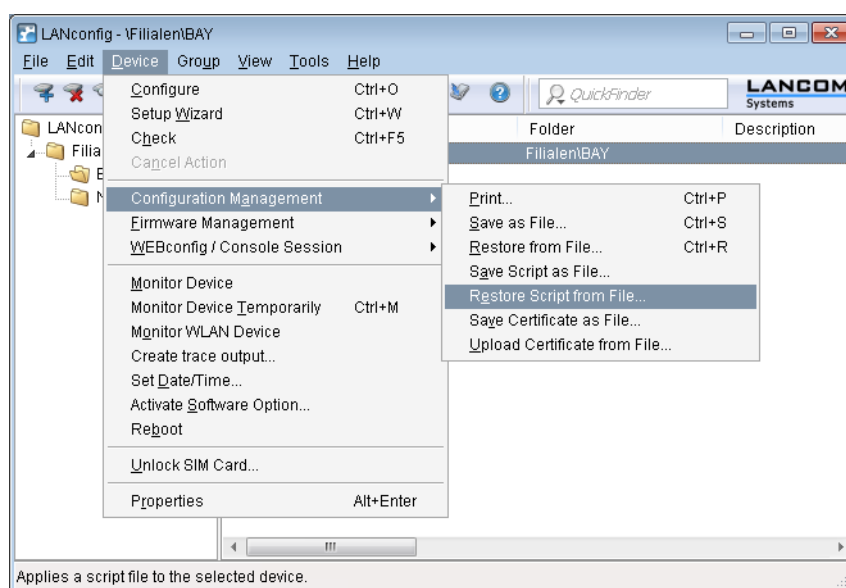 LANconfig - \Filialen\BAY
File Edit Device Group View Tools Help
QuickFinder
LANCOM
Systems
Configure Ctrl+O
Setup Wizard Ctrl+W
Check Ctrl+F5
Cancel Action
Configuration Management
Firmware Management
WEBconfig / Console Session
Monitor Device
Monitor Device Temporarily Ctrl+M
Monitor WLAN Device
Create trace output...
Set Date/Time...
Activate Software Option...
Reboot
Unlock SIM Card...
Properties Alt+Enter
LANcon
Filia
Folder Description
Filialen\BAY
Print... Ctrl+P
Save as File... Ctrl+S
Restore from File... Ctrl+R
Save Script as File...
Restore Script from File...
Save Certificate as File...
Upload Certificate from File...
Applies a script file to the selected device.